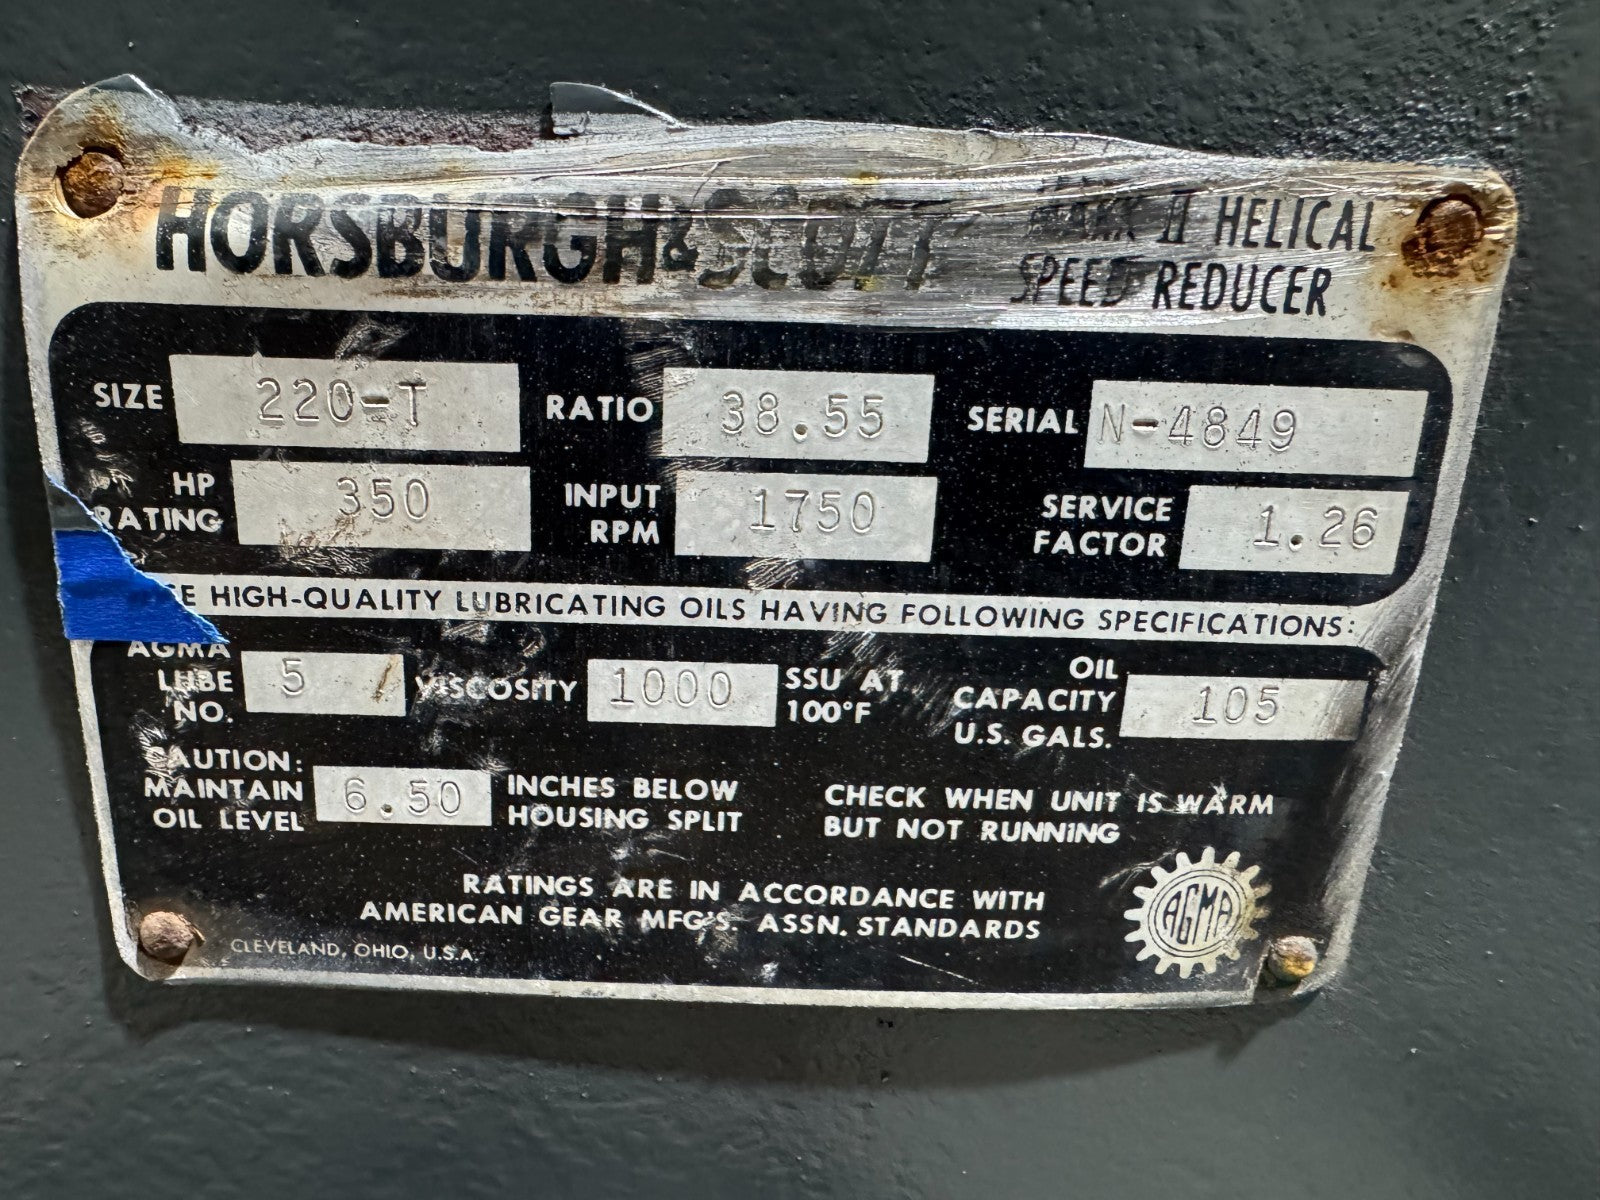 HORSBURGH & SCOTT MARK II HELICAL
SPEED REDUCER
SIZE 220-T RATIO 38.55 SERIAL N-4849
HP RATING 350 INPUT RPM 1750 SERVICE FACTOR 1.26
HIGH-QUALITY LUBRICATING OILS HAVING FOLLOWING SPECIFICATIONS:
AGMA LUBE NO. 5 VISCOSITY 1000 SSU AT 100°F OIL CAPACITY U.S. GALS. 105
CAUTION: MAINTAIN OIL LEVEL 6.50 INCHES BELOW HOUSING SPLIT CHECK WHEN UNIT IS WARM BUT NOT RUNNING
RATINGS ARE IN ACCORDANCE WITH
AMERICAN GEAR MFG'S. ASSN. STANDARDS
AGMA
CLEVELAND, OHIO, U.S.A.